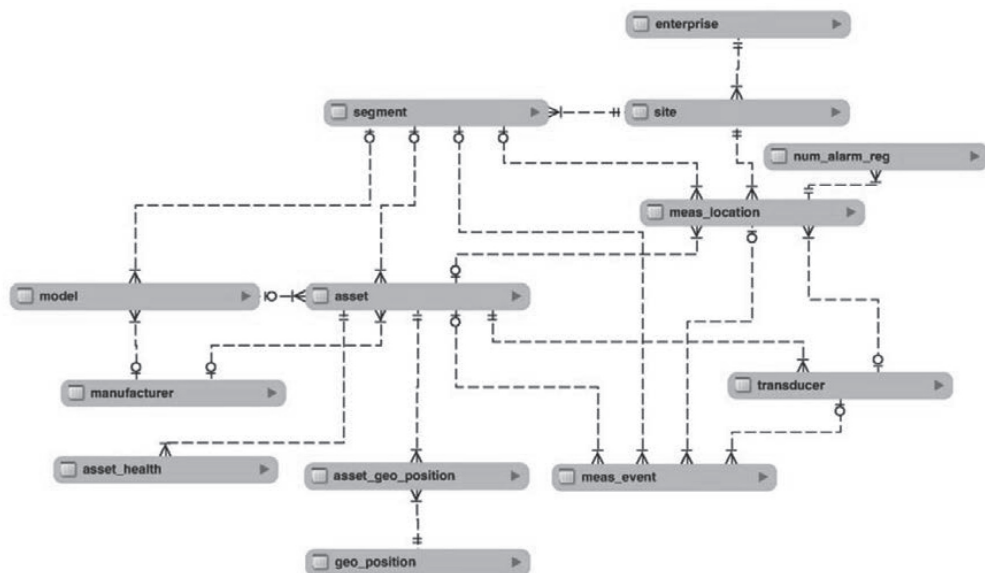 enterprise
segment
site
num_alarm_reg
meas_location
model
asset
manufacturer
transducer
asset_health
asset_geo_position
meas_event
geo_position